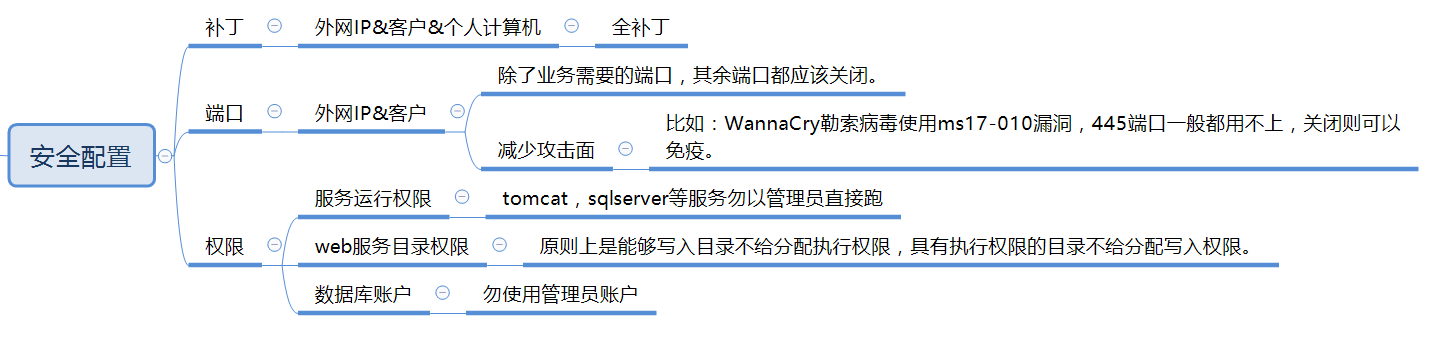 安全配置
补丁
外网IP&客户&个人计算机
全补丁
端口
外网IP&客户
除了业务需要的端口，其余端口都应该关闭。
减少攻击面
比如：WannaCry勒索病毒使用ms17-010漏洞，445端口一般都用不上，关闭则可以
免疫。
权限
服务运行权限
tomcat，sqlserver等服务勿以管理员直接跑
web服务目录权限
原则上是能够写入目录不给分配执行权限，具有执行权限的目录不给分配写入权限。
数据库账户
勿使用管理员账户